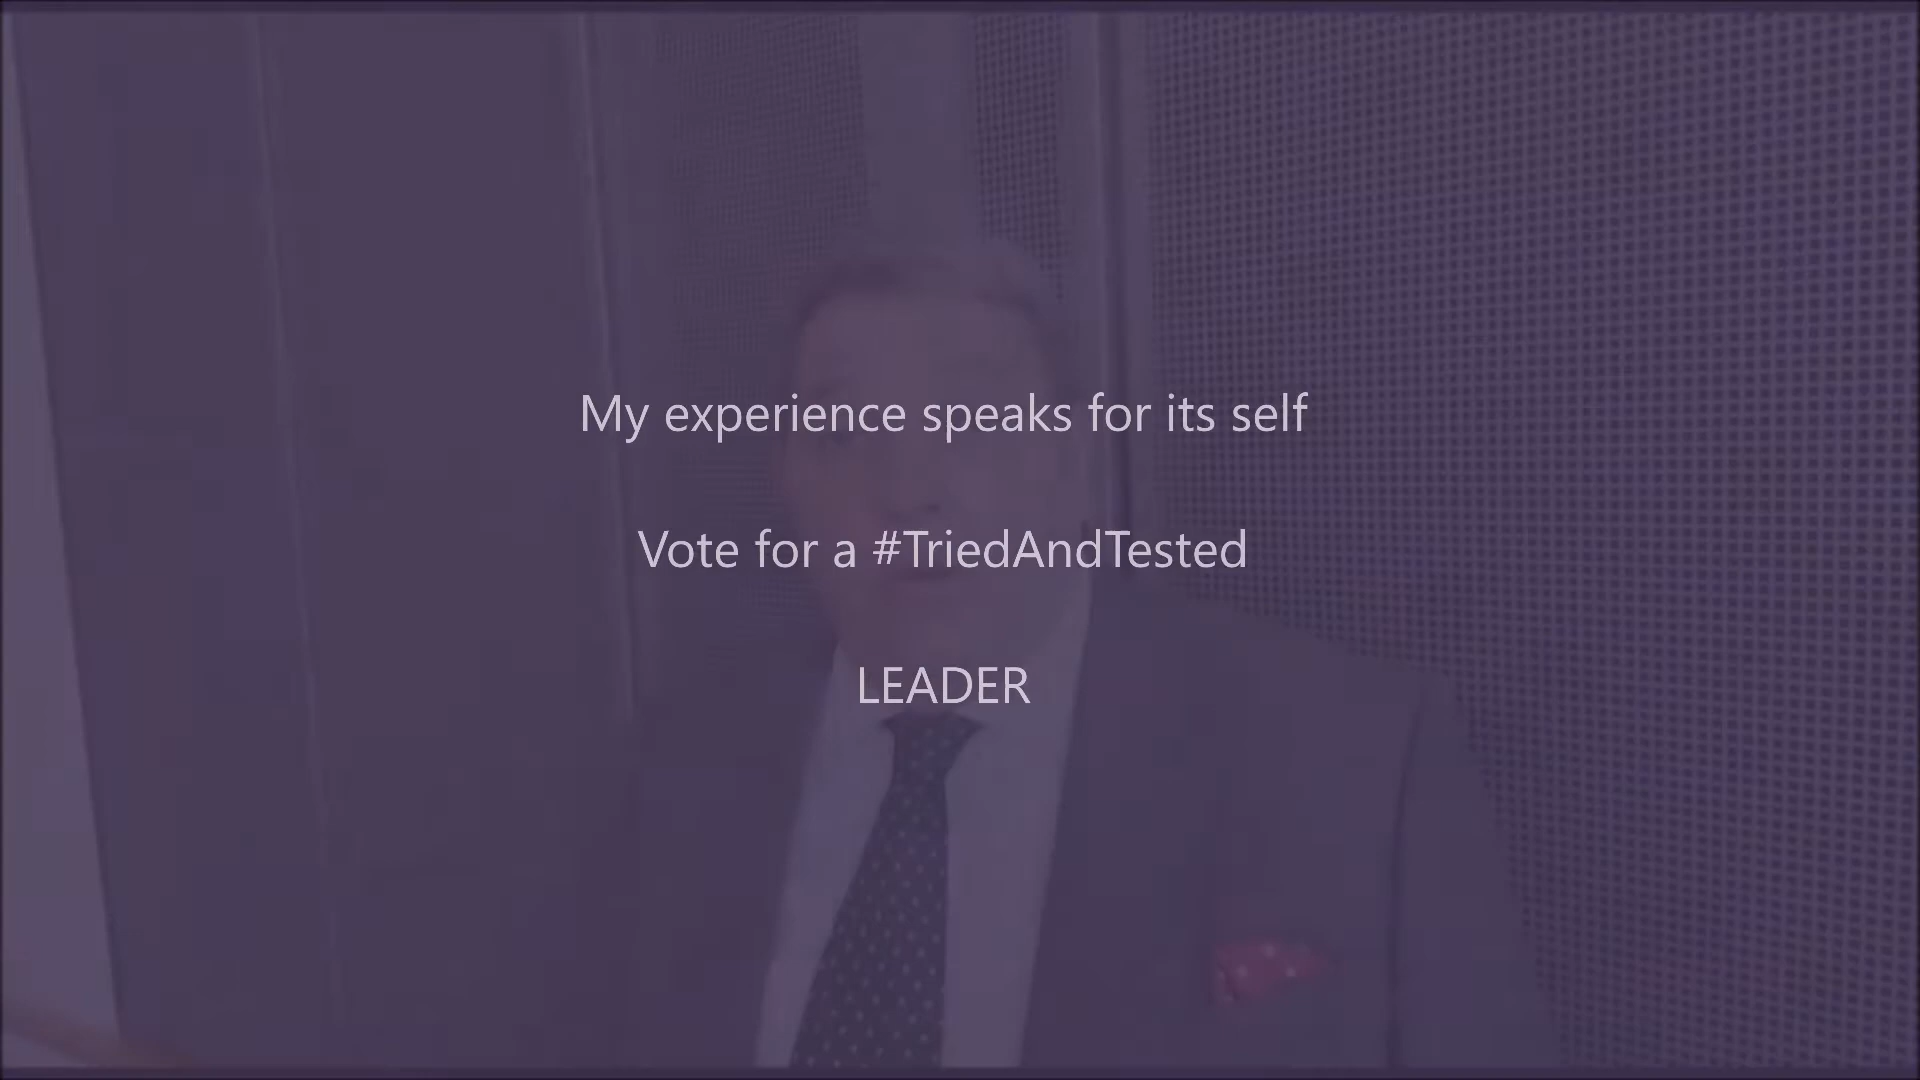 My experience speaks for its self
Vote for a #TriedAndTested
LEADER